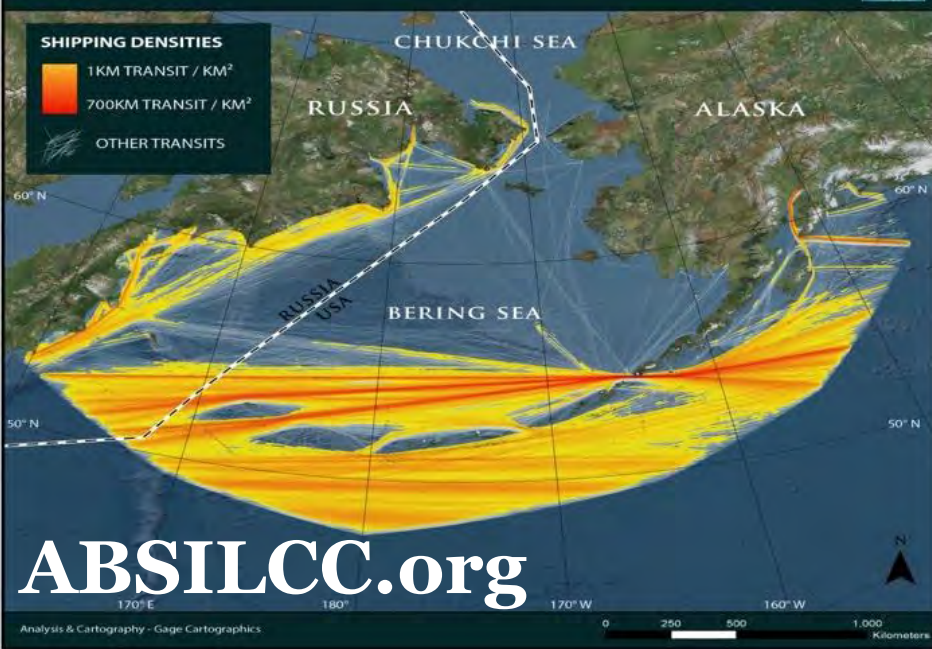 SHIPPING DENSITIES
1KM TRANSIT / KM²
700KM TRANSIT / KM²
OTHER TRANSITS
CHUKCHI SEA
RUSSIA
ALASKA
60° N
60° N
RUSSIA
USA
BERING SEA
50° N
50° N
ABSILCC.org
N
170° E
180°
170° W
160° W
Analysis & Cartography - Gage Cartographics
0 250 500 1,000
Kilometers